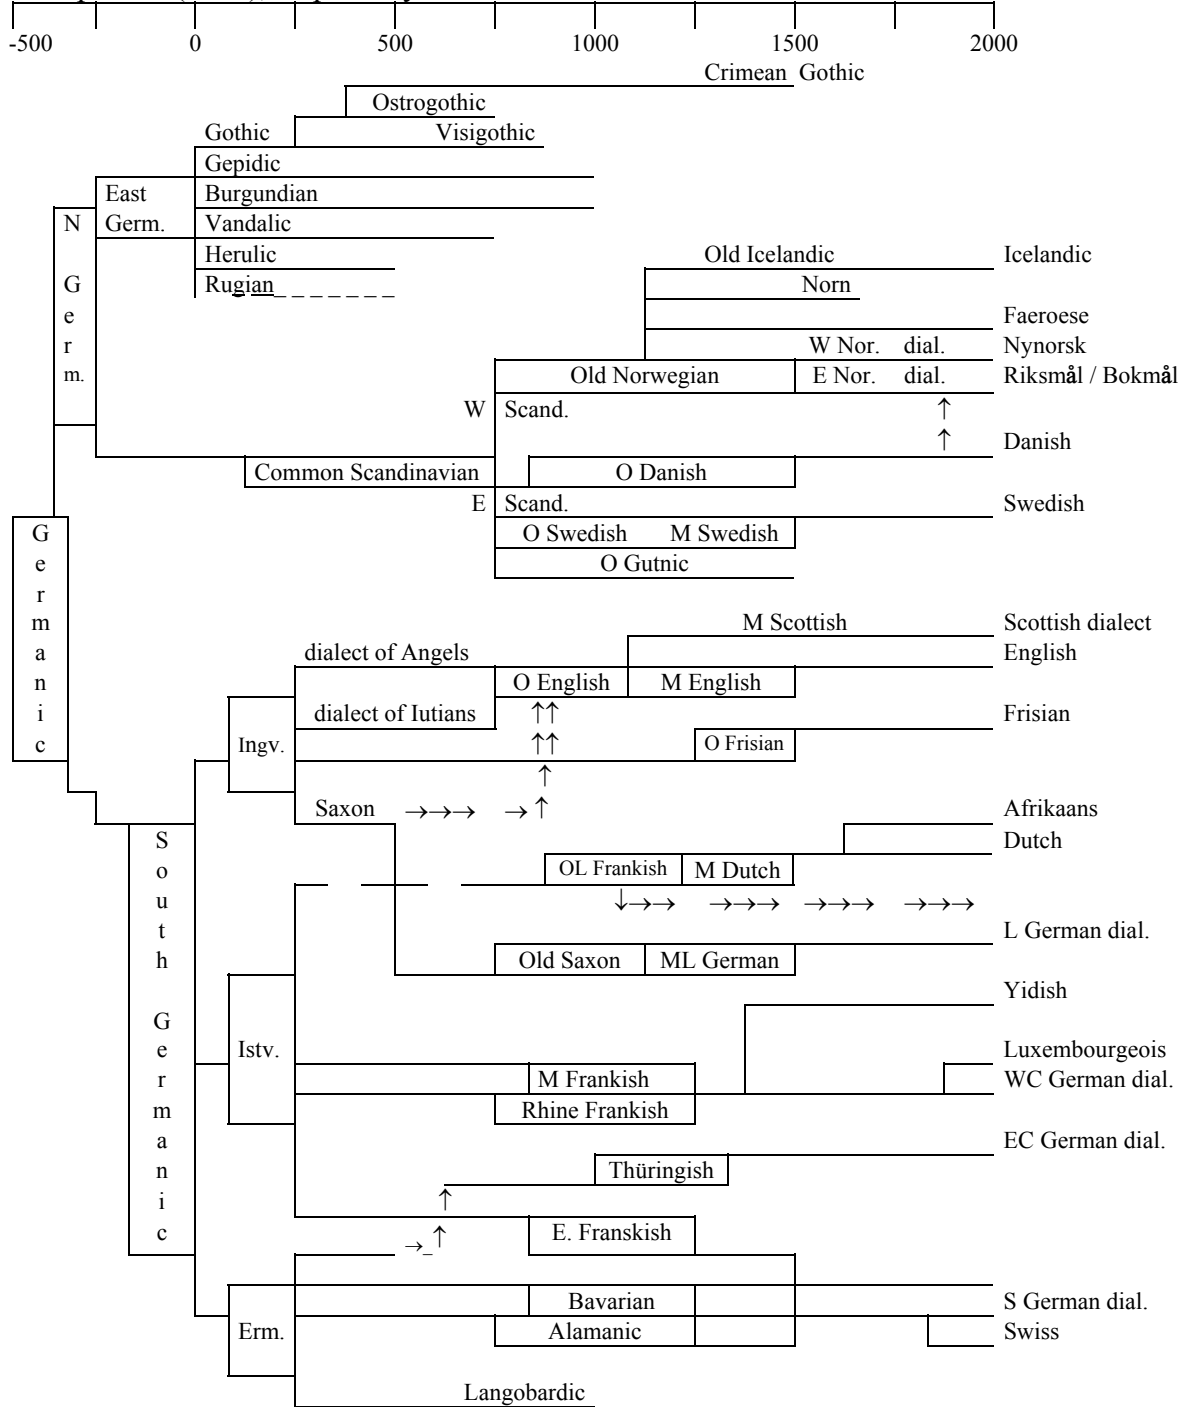 -500 0 500 1000 1500 2000
Crimean Gothic
Ostrogothic
Gothic Visigothic
Gepidic
East Burgundian
N Germ. Vandalic
Herulic Old Icelandic Icelandic
G Rugian Norn
e Faeroese
r W Nor. dial. Nynorsk
m. Old Norwegian E Nor. dial. Riksmål / Bokmål
W Scand. ↑
↑ Danish
Common Scandinavian O Danish
E Scand. Swedish
G O Swedish M Swedish
e O Gutnic
r
m M Scottish Scottish dialect
a dialect of Angels English
n O English M English
i dialect of Iutians ↑↑ Frisian
c Ingv. ↑↑ O Frisian
↑
Saxon →→→ →↑ Afrikaans
S Dutch
o OL Frankish M Dutch
u ↓→→ →→→ →→→ →→→
t L German dial.
h Old Saxon ML German
Yidish
G
e Istv. Luxembourgeois
r M Frankish WC German dial.
m Rhine Frankish
a EC German dial.
n Thüringish
i ↑
c →_↑ E. Franskish
Bavarian S German dial.
Erm. Alamanic Swiss
Langobardic